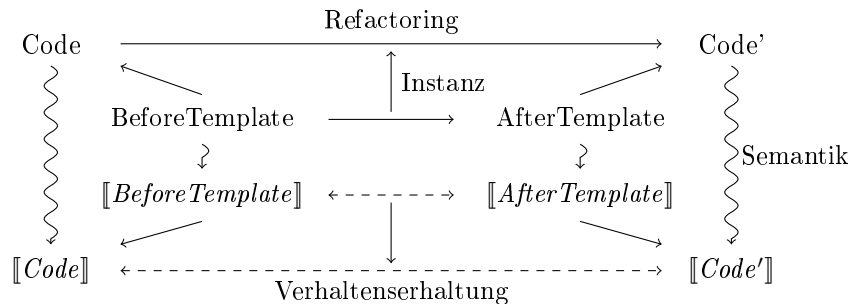 Refactoring
Code Code'
Instanz
BeforeTemplate AfterTemplate
Semantik
⟦BeforeTemplate⟧ ⟦AfterTemplate⟧
⟦Code⟧ ⟦Code'⟧
Verhaltenserhaltung